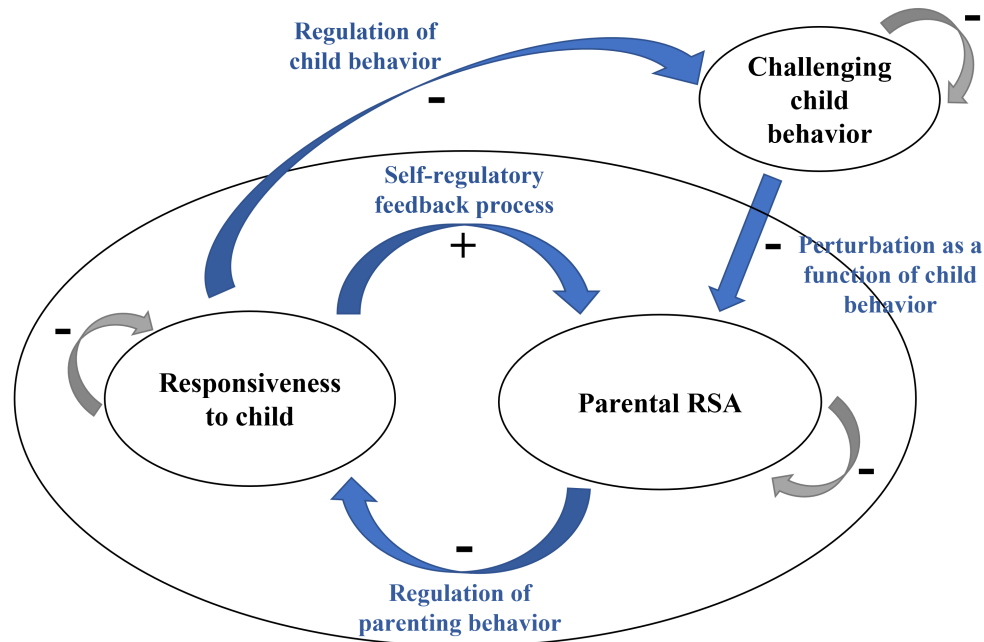 Regulation of
child behavior
-
-
Challenging
child
behavior
Self-regulatory
feedback process
+
-
Perturbation as a
function of child
behavior
-
Responsiveness
to child
Parental RSA
-
-
Regulation of
parenting behavior